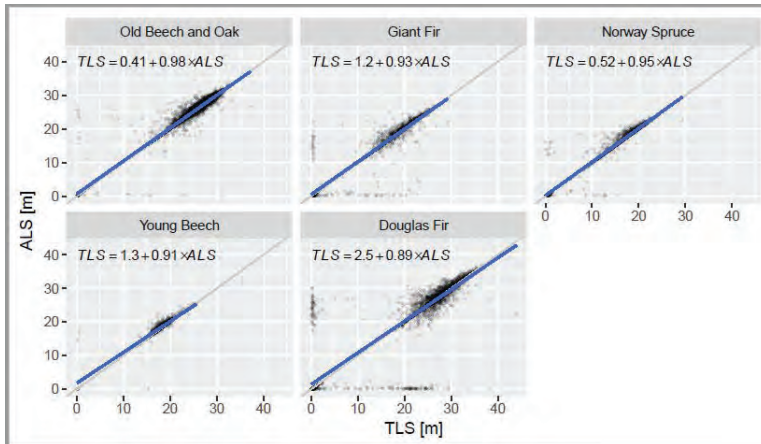 Old Beech and Oak
Giant Fir
Norway Spruce
TLS = 0.41 + 0.98 × ALS
TLS = 1.2 + 0.93 × ALS
TLS = 0.52 + 0.95 × ALS
40
30
20
10
0
0 10 20 30 40
Young Beech
Douglas Fir
TLS = 1.3 + 0.91 × ALS
TLS = 2.5 + 0.89 × ALS
40
30
20
10
0
0 10 20 30 40
0 10 20 30 40
ALS [m]
TLS [m]